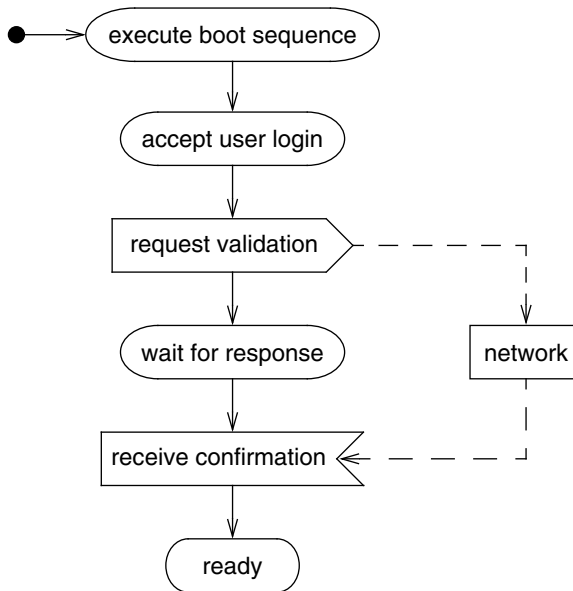 execute boot sequence
accept user login
request validation
wait for response
network
receive confirmation
ready